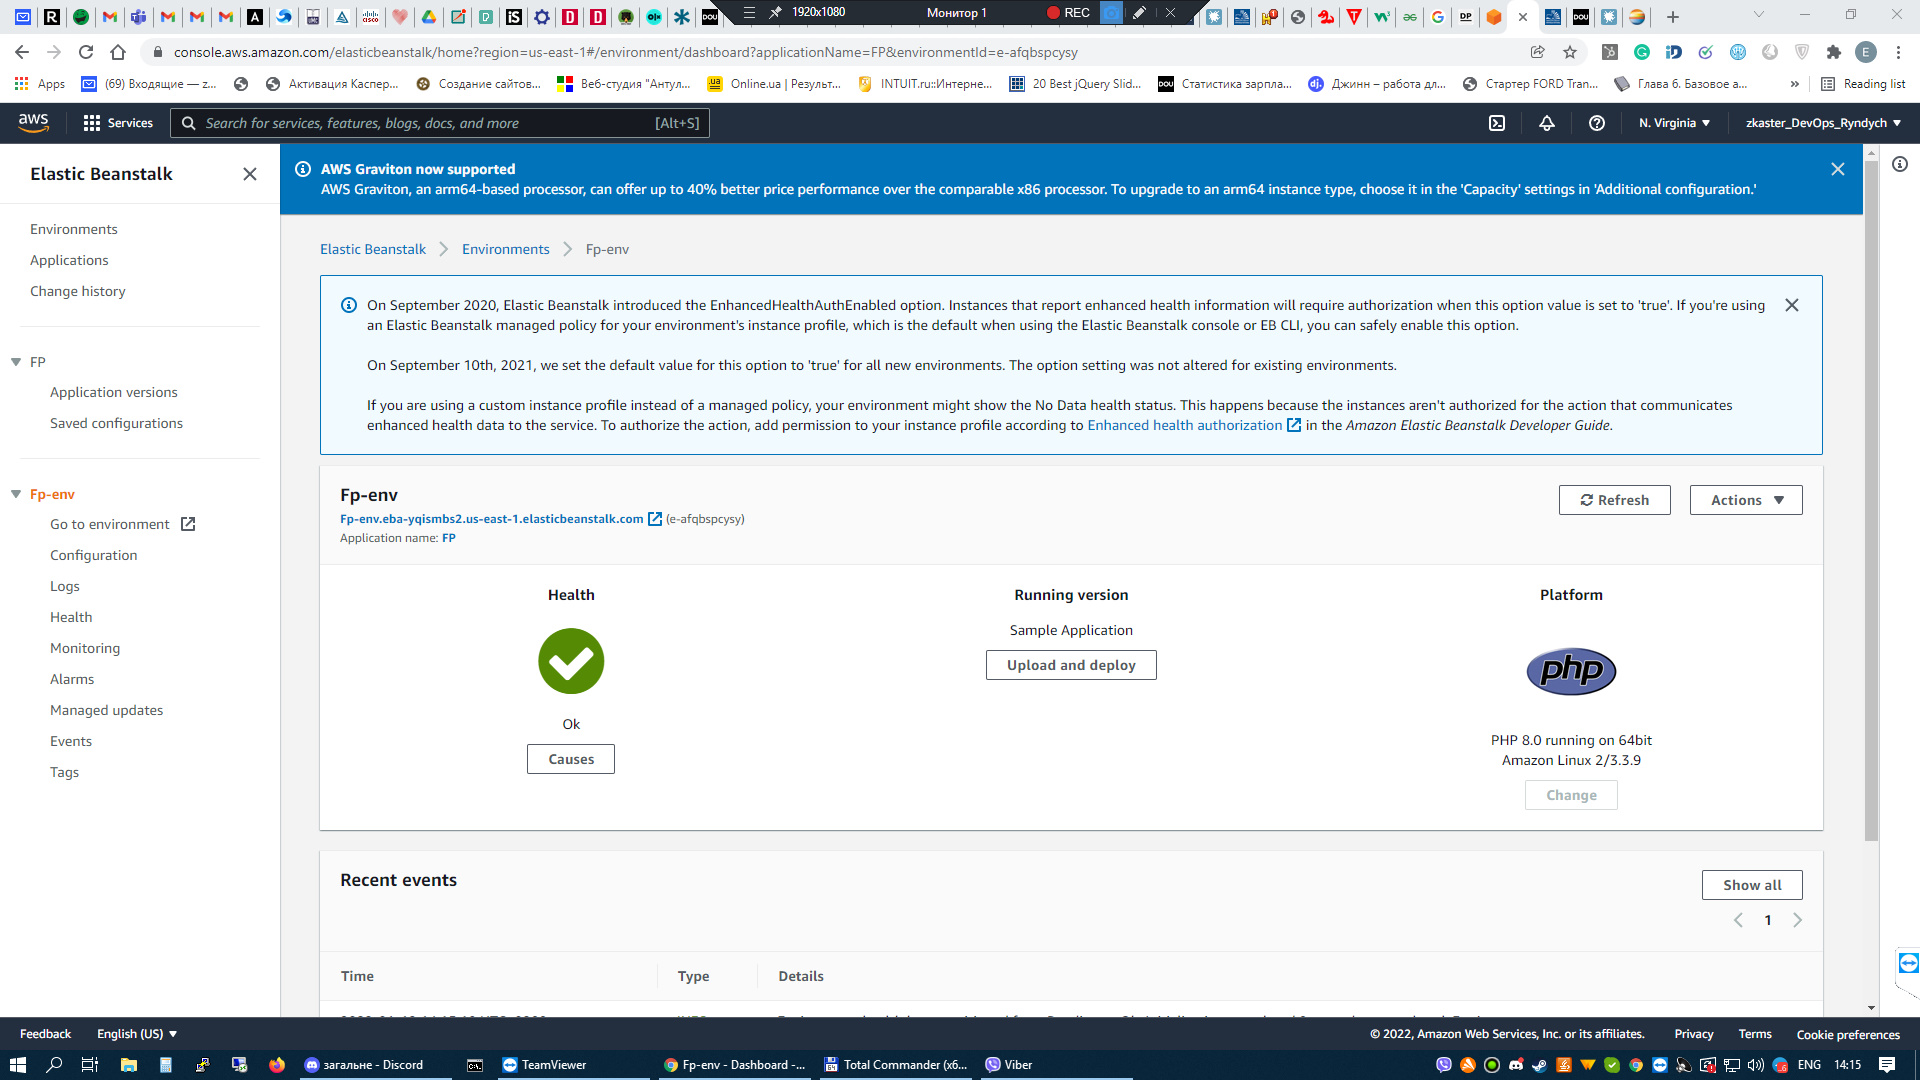 1920x1080
Монитор 1
REC
console.aws.amazon.com/elasticbeanstalk/home?region=us-east-1#/environment/dashboard?applicationName=FP&environmentId=e-afqbspcysy
E
Apps
(69) Входящие — z...
Активация Каспер...
Создание сайтов...
Веб-студия "Антул...
Online.ua | Результ...
INTUIT.ru::Интерне...
20 Best jQuery Slid...
DOU
Статистика зарпла...
Джинн – работа дл...
Стартер FORD Tran...
Глава 6. Базовое а...
»
Reading list
aws
Services
Search for services, features, blogs, docs, and more
[Alt+S]
N. Virginia
zkaster_DevOps_Ryndych
Elastic Beanstalk
Environments
Applications
Change history
FP
Application versions
Saved configurations
Fp-env
Go to environment
Configuration
Logs
Health
Monitoring
Alarms
Managed updates
Events
Tags
AWS Graviton now supported
AWS Graviton, an arm64-based processor, can offer up to 40% better price performance over the comparable x86 processor. To upgrade to an arm64 instance type, choose it in the 'Capacity' settings in 'Additional configuration.'
Elastic Beanstalk
Environments
Fp-env
On September 2020, Elastic Beanstalk introduced the EnhancedHealthAuthEnabled option. Instances that report enhanced health information will require authorization when this option value is set to 'true'. If you're using
an Elastic Beanstalk managed policy for your environment's instance profile, which is the default when using the Elastic Beanstalk console or EB CLI, you can safely enable this option.
On September 10th, 2021, we set the default value for this option to 'true' for all new environments. The option setting was not altered for existing environments.
If you are using a custom instance profile instead of a managed policy, your environment might show the No Data health status. This happens because the instances aren't authorized for the action that communicates
enhanced health data to the service. To authorize the action, add permission to your instance profile according to Enhanced health authorization in the Amazon Elastic Beanstalk Developer Guide.
Fp-env
Fp-env.eba-yqismbs2.us-east-1.elasticbeanstalk.com (e-afqbspcysy)
Application name: FP
Refresh
Actions
Health
Ok
Causes
Running version
Sample Application
Upload and deploy
Platform
php
PHP 8.0 running on 64bit
Amazon Linux 2/3.3.9
Change
Recent events
Show all
1
Time
Type
Details
Feedback
English (US)
© 2022, Amazon Web Services, Inc. or its affiliates.
Privacy
Terms
Cookie preferences
загальне - Discord
TeamViewer
Fp-env - Dashboard -...
Total Commander (x6...
Viber
ENG
14:15